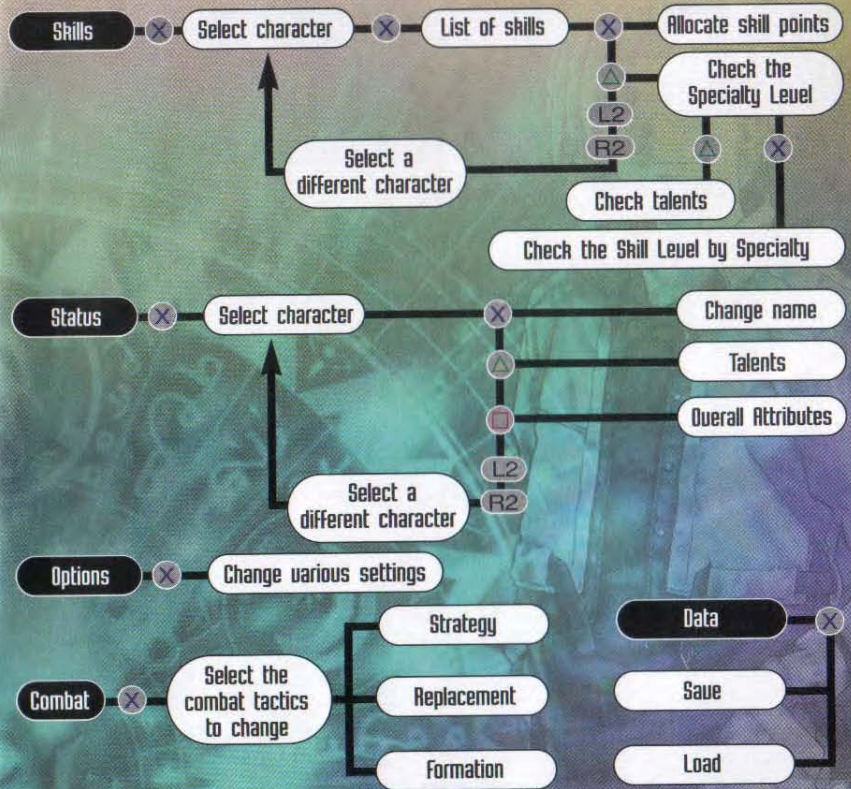 Skills
X
Select character
X
List of skills
X
Allocate skill points
△
Check the
Specialty Level
L2
R2
Select a
different character
△
X
Check talents
Check the Skill Level by Specialty
Status
X
Select character
X
Change name
△
Talents
□
Overall Attributes
L2
R2
Select a
different character
Options
X
Change various settings
Combat
X
Select the
combat tactics
to change
Strategy
Replacement
Formation
Data
X
Save
Load